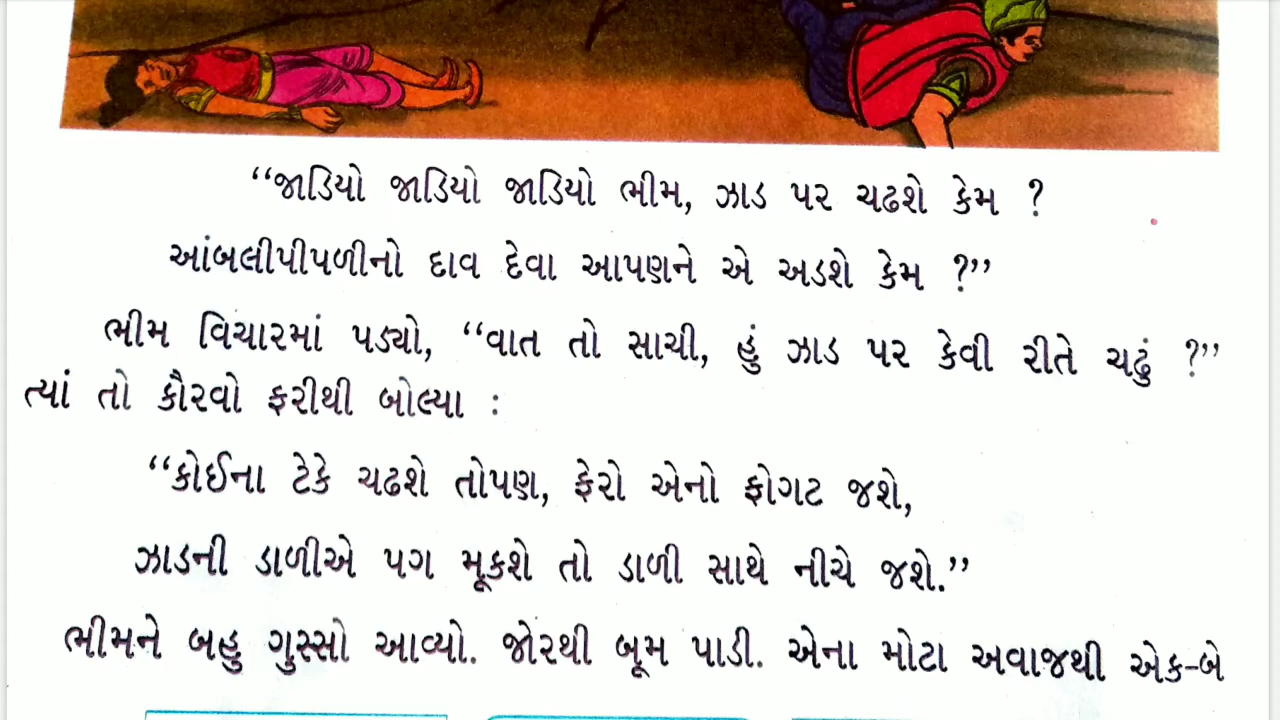 “જાડિયો જાડિયો જાડિયો ભીમ, ઝાડ પર ચઢશે કેમ ?
આંબલીપીપળીનો દાવ દેવા આપણને એ અડશે કેમ ?”
ભીમ વિચારમાં પડ્યો, “વાત તો સાચી, હું ઝાડ પર કેવી રીતે ચઢું ?”
ત્યાં તો કૌરવો ફરીથી બોલ્યા :
“કોઈના ટેકે ચઢશે તોપણ, ફેરો એનો ફોગટ જશે,
ઝાડની ડાળીએ પગ મૂકશે તો ડાળી સાથે નીચે જશે.”
ભીમને બહુ ગુસ્સો આવ્યો. જોરથી બૂમ પાડી. એના મોટા અવાજથી એક-બે